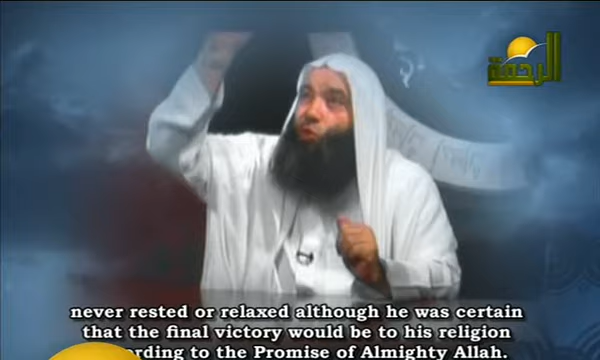 الرحمة
never rested or relaxed although he was certain
that the final victory would be to his religion
ording to the Promise of Almighty Allah.